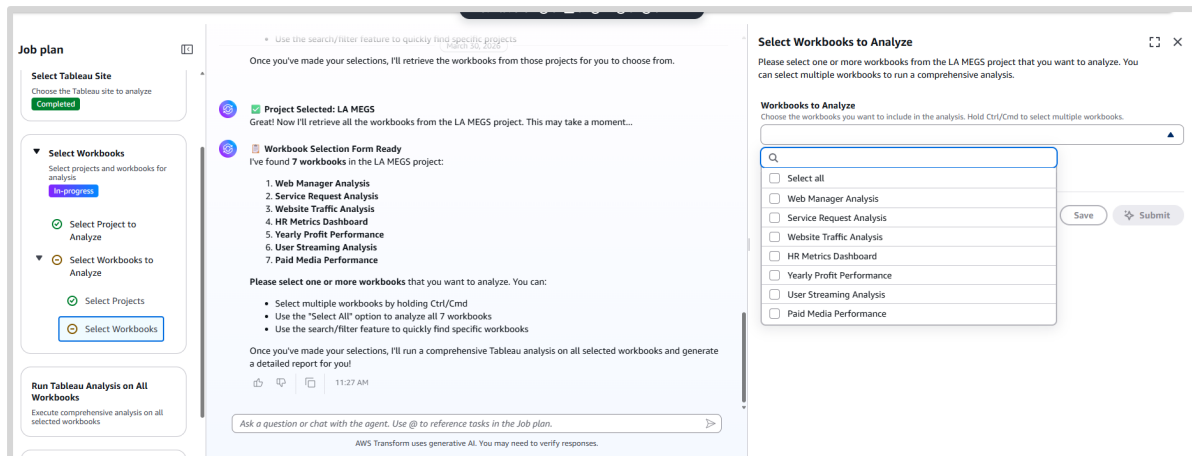 Job plan
Select Tableau Site
Choose the Tableau site to analyze
Completed
Select Workbooks
Select projects and workbooks for
analysis
In-progress
Select Project to
Analyze
Select Workbooks to
Analyze
Select Projects
Select Workbooks
Run Tableau Analysis on All
Workbooks
Execute comprehensive analysis on all
selected workbooks
Use the search/filter feature to quickly find specific projects
March 30, 2026
Once you've made your selections, I'll retrieve the workbooks from those projects for you to choose from.
Project Selected: LA MEGS
Great! Now I'll retrieve all the workbooks from the LA MEGS project. This may take a moment...
Workbook Selection Form Ready
I've found 7 workbooks in the LA MEGS project:
1. Web Manager Analysis
2. Service Request Analysis
3. Website Traffic Analysis
4. HR Metrics Dashboard
5. Yearly Profit Performance
6. User Streaming Analysis
7. Paid Media Performance
Please select one or more workbooks that you want to analyze. You can:
Select multiple workbooks by holding Ctrl/Cmd
Use the "Select All" option to analyze all 7 workbooks
Use the search/filter feature to quickly find specific workbooks
Once you've made your selections, I'll run a comprehensive Tableau analysis on all selected workbooks and generate
a detailed report for you!
11:27 AM
Ask a question or chat with the agent. Use @ to reference tasks in the Job plan.
AWS Transform uses generative AI. You may need to verify responses.
Select Workbooks to Analyze
Please select one or more workbooks from the LA MEGS project that you want to analyze. You
can select multiple workbooks to run a comprehensive analysis.
Workbooks to Analyze
Choose the workbooks you want to include in the analysis. Hold Ctrl/Cmd to select multiple workbooks.
Select all
Web Manager Analysis
Service Request Analysis
Website Traffic Analysis
HR Metrics Dashboard
Yearly Profit Performance
User Streaming Analysis
Paid Media Performance
Save
Submit